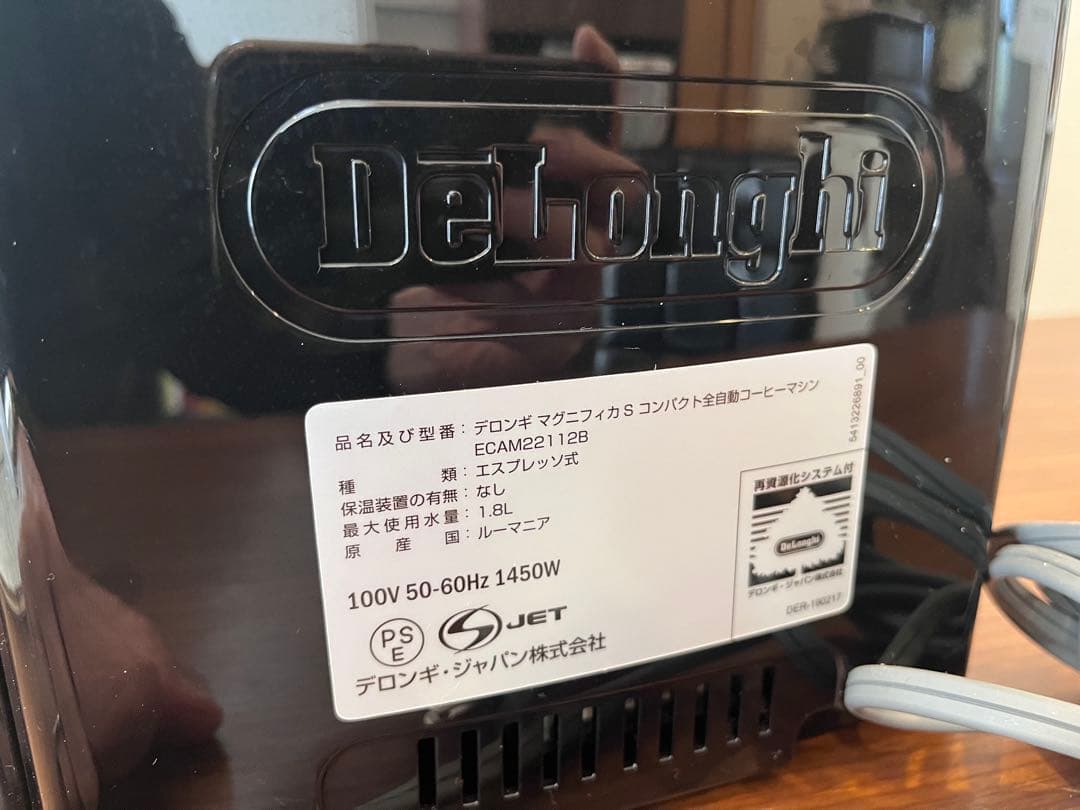 DeLonghi
品名及び型番：デロンギ マグニフィカ S コンパクト全自動コーヒーマシン
ECAM22112B
種類：エスプレッソ式
保温装置の有無：なし
最大使用水量：1.8L
原産国：ルーマニア
100V 50-60Hz 1450W
PS
E
S JET
デロンギ・ジャパン株式会社
5413226891_00
再資源化システム付
DeLonghi
デロンギ・ジャパン株式会社
DER-190217